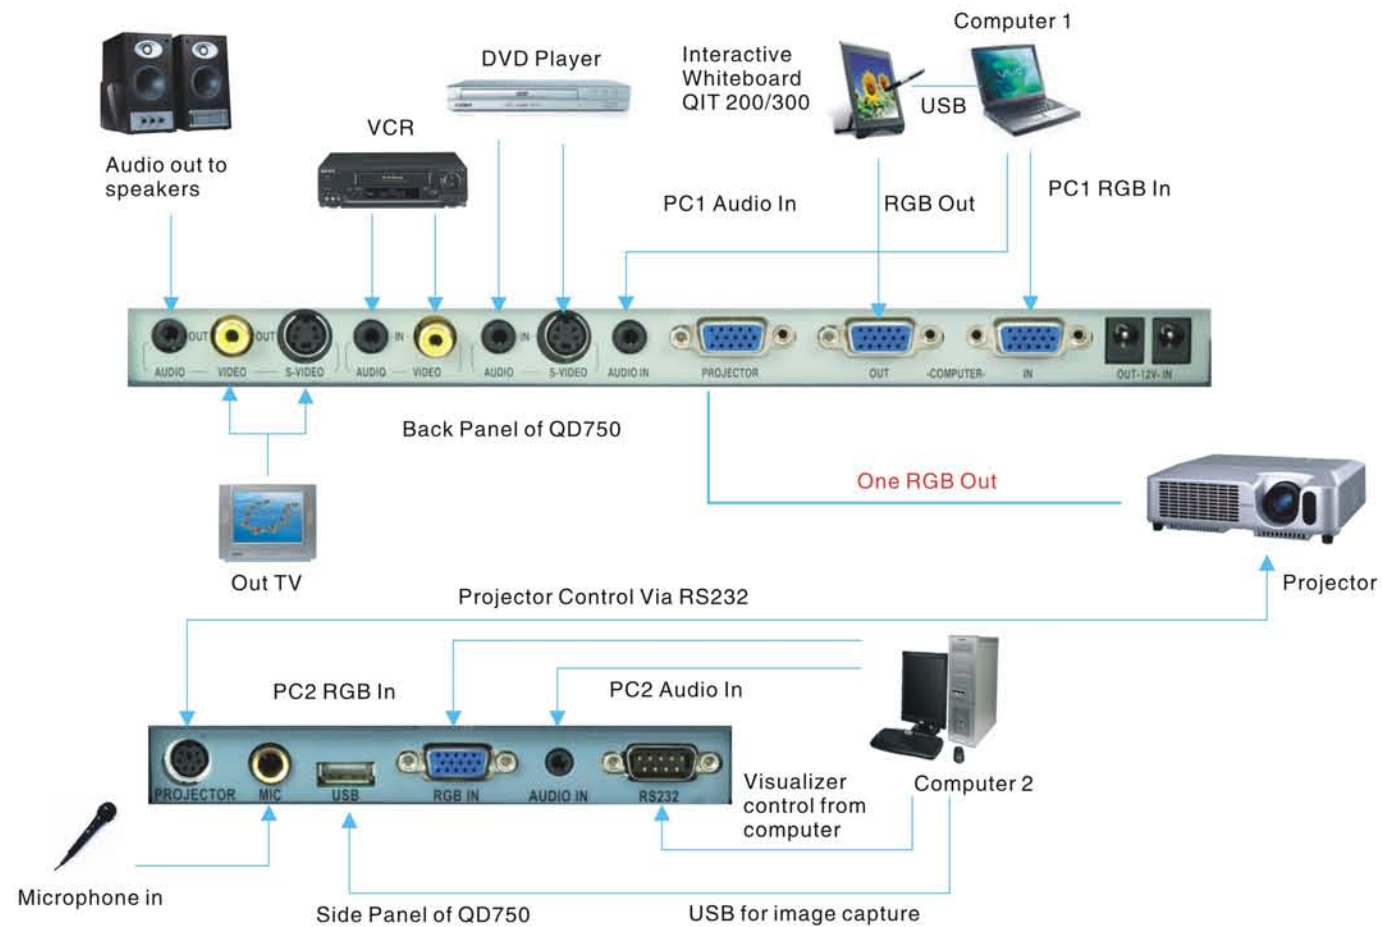 Computer 1
DVD Player
Interactive
Whiteboard
QIT 200/300
USB
VCR
Audio out to
speakers
PC1 Audio In
RGB Out
PC1 RGB In
OUT
OUT
IN
IN
AUDIO
VIDEO
S-VIDEO
AUDIO
VIDEO
AUDIO
S-VIDEO
AUDIO IN
PROJECTOR
OUT
-COMPUTER-
IN
OUT-12V-IN
Back Panel of QD750
One RGB Out
Out TV
Projector
Projector Control Via RS232
PC2 RGB In
PC2 Audio In
PROJECTOR
MIC
USB
RGB IN
AUDIO IN
RS232
Visualizer
control from
computer
Computer 2
Microphone in
Side Panel of QD750
USB for image capture